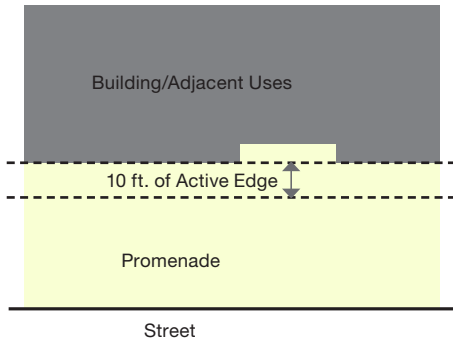 Building/Adjacent Uses
10 ft. of Active Edge
Promenade
Street